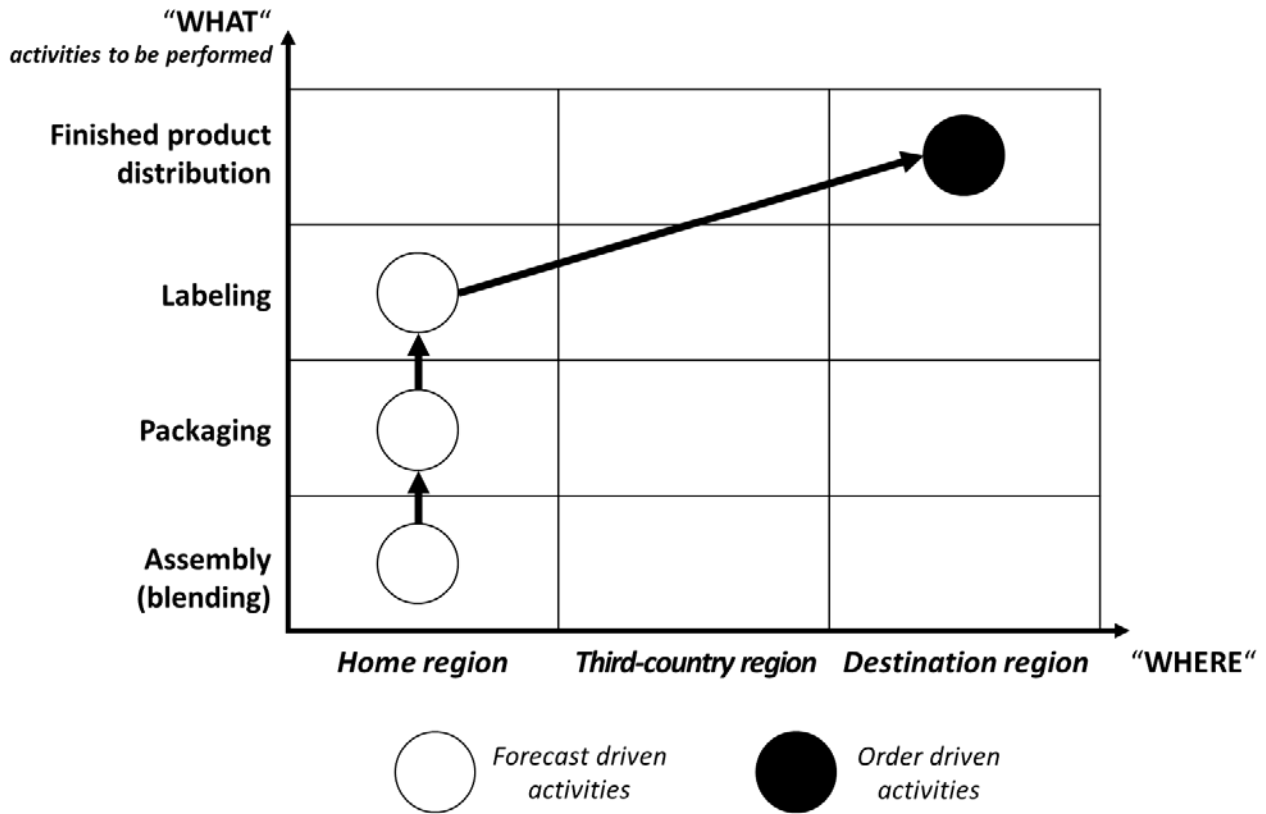 “WHAT“
activities to be performed
Finished product
distribution
Labeling
Packaging
Assembly
(blending)
Home region
Third-country region
Destination region
“WHERE“
Forecast driven
activities
Order driven
activities